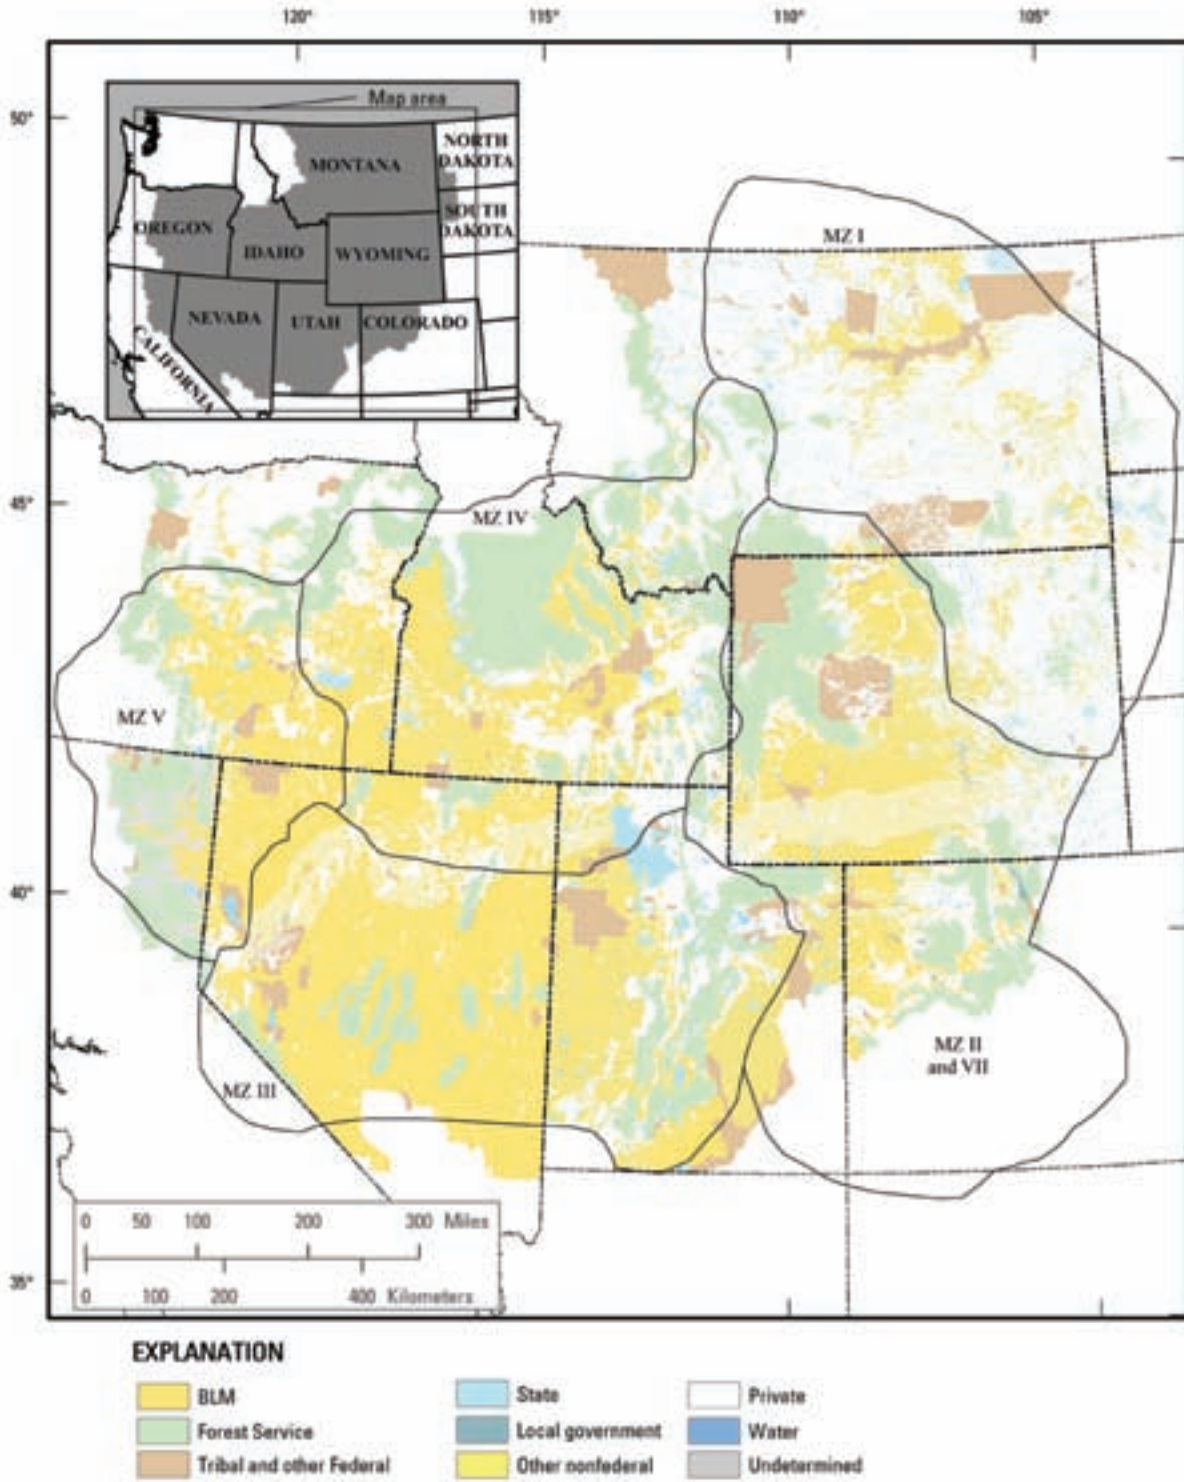 120° 115° 110° 105°
50°
45°
40°
35°
Map area
NORTH
DAKOTA
MONTANA
SOUTH
DAKOTA
OREGON
IDAHO
WYOMING
NEVADA
UTAH
COLORADO
CALIFORNIA
MZ I
MZ IV
MZ V
MZ II
and VII
MZ III
0 50 100 200 300 Miles
0 100 200 400 Kilometers
EXPLANATION
BLM
Forest Service
Tribal and other Federal
State
Local government
Other nonfederal
Private
Water
Undetermined